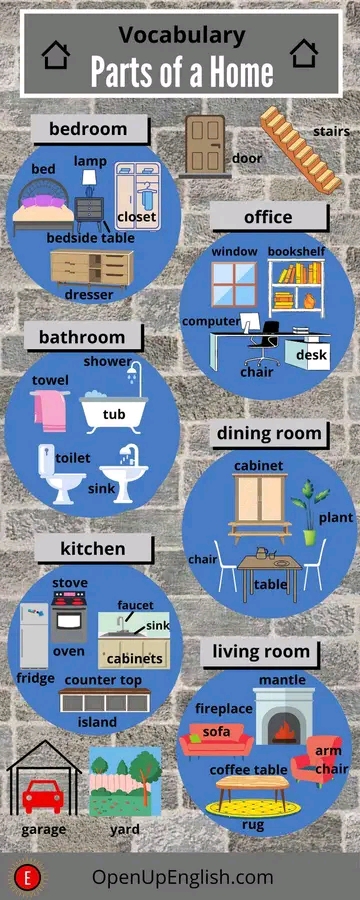 Vocabulary
Parts of a Home
bedroom
bed
lamp
closet
bedside table
dresser
door
stairs
office
window
bookshelf
computer
desk
chair
bathroom
shower
towel
tub
toilet
sink
dining room
cabinet
plant
chair
table
kitchen
stove
faucet
sink
oven
cabinets
fridge
counter top
island
living room
mantle
fireplace
sofa
arm
chair
coffee table
rug
garage
yard
E
OpenUpEnglish.com